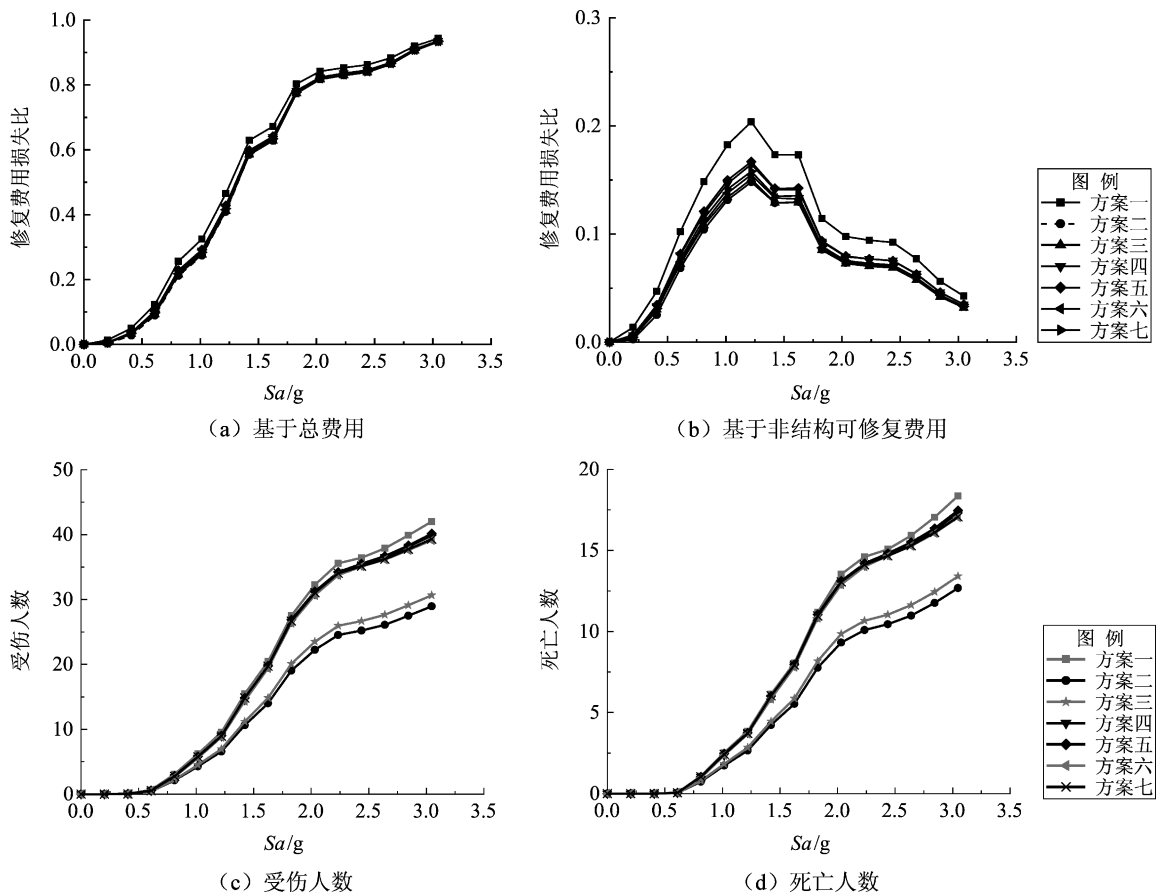 1.0
0.8
0.6
0.4
0.2
0.0
修复费用损失比
0.0 0.5 1.0 1.5 2.0 2.5 3.0 3.5
Sa/g
（a）基于总费用
0.3
0.2
0.1
0.0
修复费用损失比
0.0 0.5 1.0 1.5 2.0 2.5 3.0 3.5
Sa/g
（b）基于非结构可修复费用
图 例
方案一
方案二
方案三
方案四
方案五
方案六
方案七
50
40
30
20
10
0
受伤人数
0.0 0.5 1.0 1.5 2.0 2.5 3.0 3.5
Sa/g
（c）受伤人数
20
15
10
5
0
死亡人数
0.0 0.5 1.0 1.5 2.0 2.5 3.0 3.5
Sa/g
（d）死亡人数
图 例
方案一
方案二
方案三
方案四
方案五
方案六
方案七